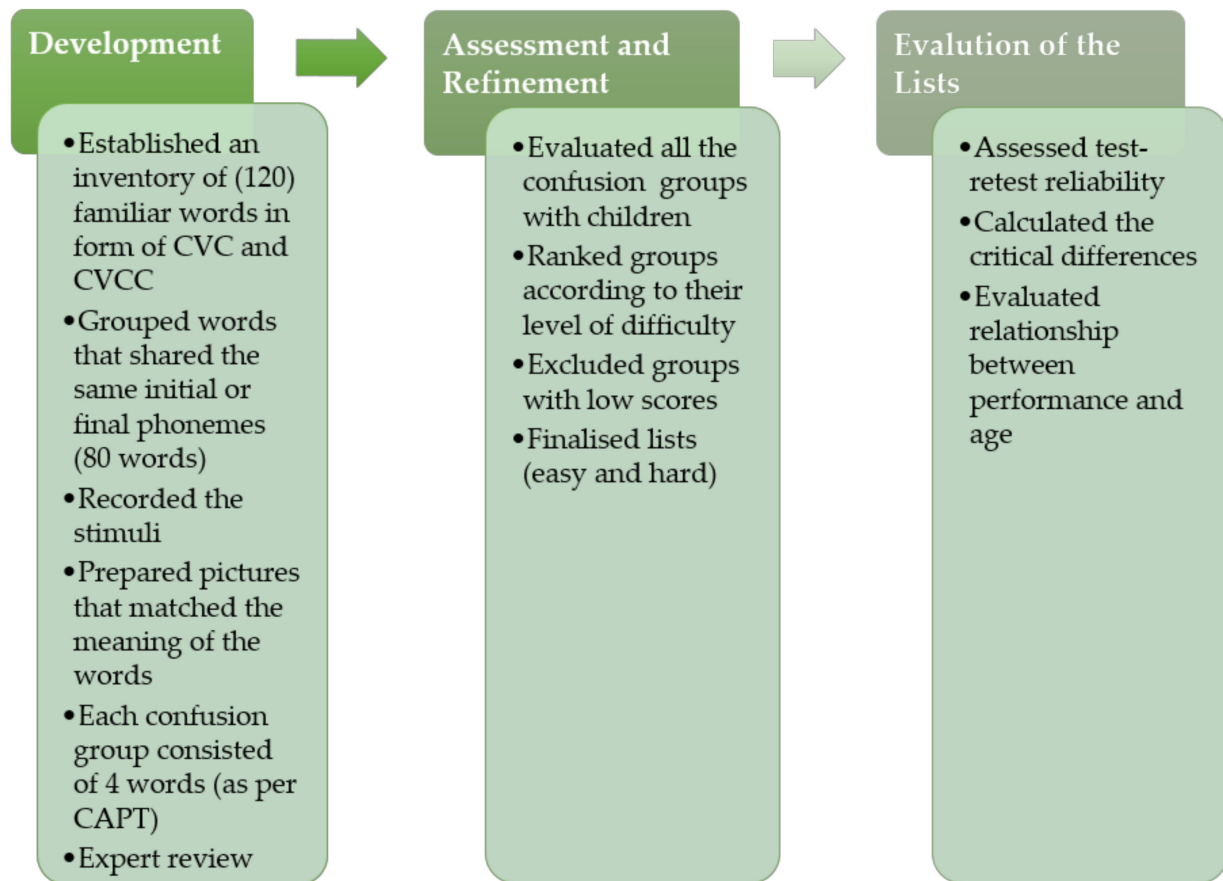 Development
•Established an
inventory of (120)
familiar words in
form of CVC and
CVCC
•Grouped words
that shared the
same initial or
final phonemes
(80 words)
•Recorded the
stimuli
•Prepared pictures
that matched the
meaning of the
words
•Each confusion
group consisted
of 4 words (as per
CAPT)
•Expert review
Assessment and
Refinement
•Evaluated all the
confusion groups
with children
•Ranked groups
according to their
level of difficulty
•Excluded groups
with low scores
•Finalised lists
(easy and hard)
Evalution of the
Lists
•Assessed test-
retest reliability
•Calculated the
critical differences
•Evaluated
relationship
between
performance and
age